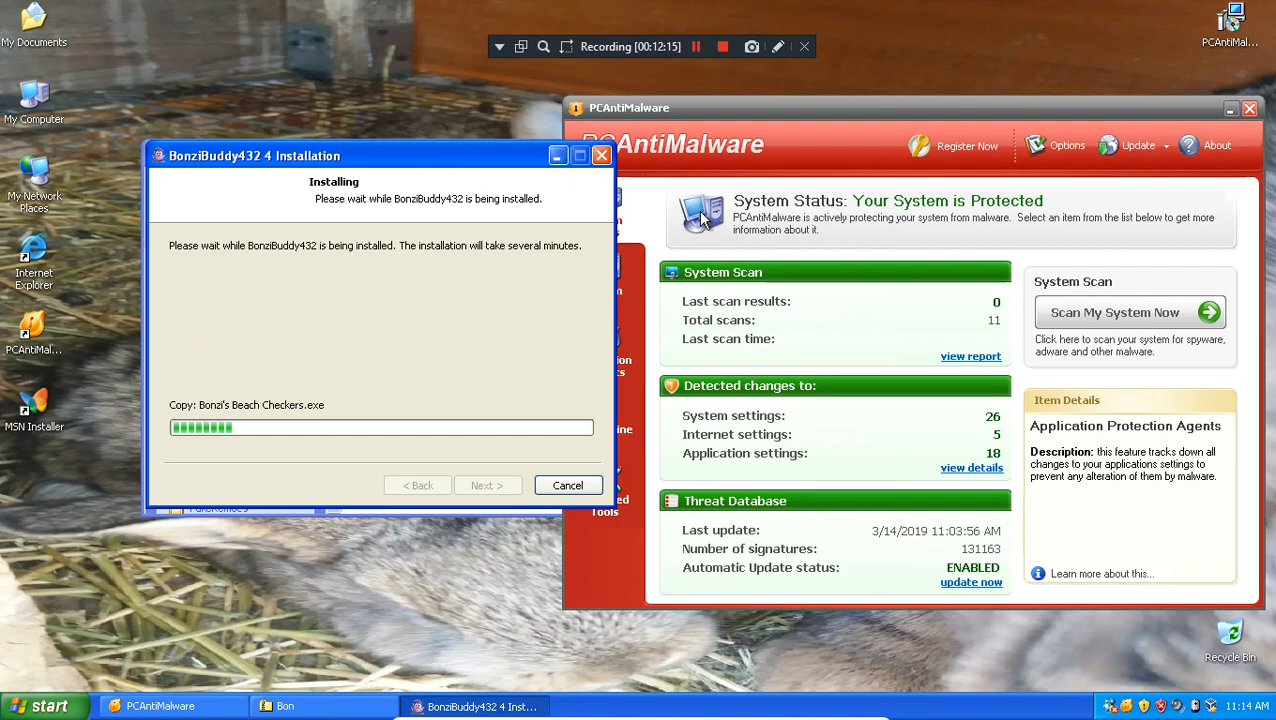 My Documents
My Computer
My Network
Places
Internet
Explorer
PCAntiMal...
MSN Installer
Recording [00:12:15]
PCAntiMal...
BonziBuddy432 4 Installation
Installing
Please wait while BonziBuddy432 is being installed.
Please wait while BonziBuddy432 is being installed. The installation will take several minutes.
Copy: Bonzi's Beach Checkers.exe
< Back
Next >
Cancel
Tools
PCAntiMalware
PCAntiMalware
Register Now
Options
Update
About
System Status: Your System is Protected
PCAntiMalware is actively protecting your system from malware. Select an item from the list below to get more
information about it.
System Scan
Last scan results: 0
Total scans: 11
Last scan time:
view report
Detected changes to:
System settings: 26
Internet settings: 5
Application settings: 18
view details
Threat Database
Last update: 3/14/2019 11:03:56 AM
Number of signatures: 131163
Automatic Update status: ENABLED
update now
System Scan
Scan My System Now
Click here to scan your system for spyware,
adware and other malware.
Item Details
Application Protection Agents
Description: this feature tracks down all
changes to your applications settings to
prevent any alteration of them by malware.
Learn more about this...
Recycle Bin
start
PCAntiMalware
Bon
BonziBuddy432 4 Inst...
11:14 AM